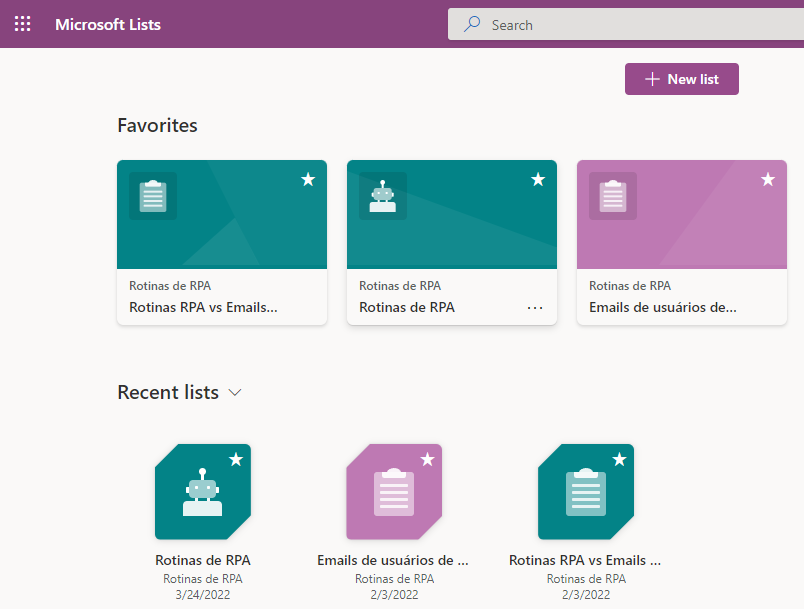 Microsoft Lists
Search
New list
Favorites
Rotinas de RPA
Rotinas RPA vs Emails...
Rotinas de RPA
Rotinas de RPA
...
Rotinas de RPA
Emails de usuários de...
Recent lists
Rotinas de RPA
Rotinas de RPA
3/24/2022
Emails de usuários de ...
Rotinas de RPA
2/3/2022
Rotinas RPA vs Emails ...
Rotinas de RPA
2/3/2022